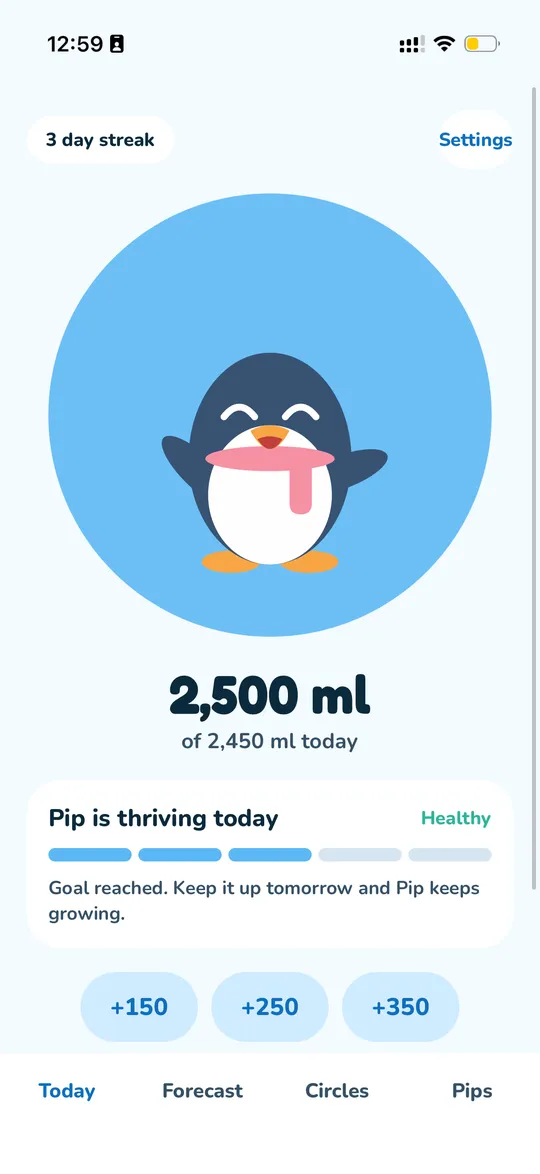 12:59
3 day streak
Settings
2,500 ml
of 2,450 ml today
Pip is thriving today
Healthy
Goal reached. Keep it up tomorrow and Pip keeps
growing.
+150
+250
+350
Today
Forecast
Circles
Pips